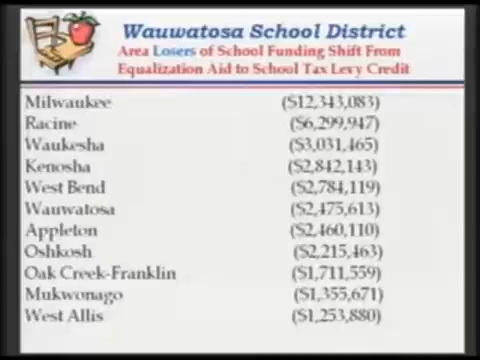 Wauwatosa School District
Area Losers of School Funding Shift From
Equalization Aid to School Tax Levy Credit
Milwaukee ($12,343,083)
Racine ($6,299,947)
Waukesha ($3,031,465)
Kenosha ($2,842,143)
West Bend ($2,784,119)
Wauwatosa ($2,475,613)
Appleton ($2,460,110)
Oshkosh ($2,215,463)
Oak Creek-Franklin ($1,711,559)
Mukwonago ($1,355,671)
West Allis ($1,253,880)